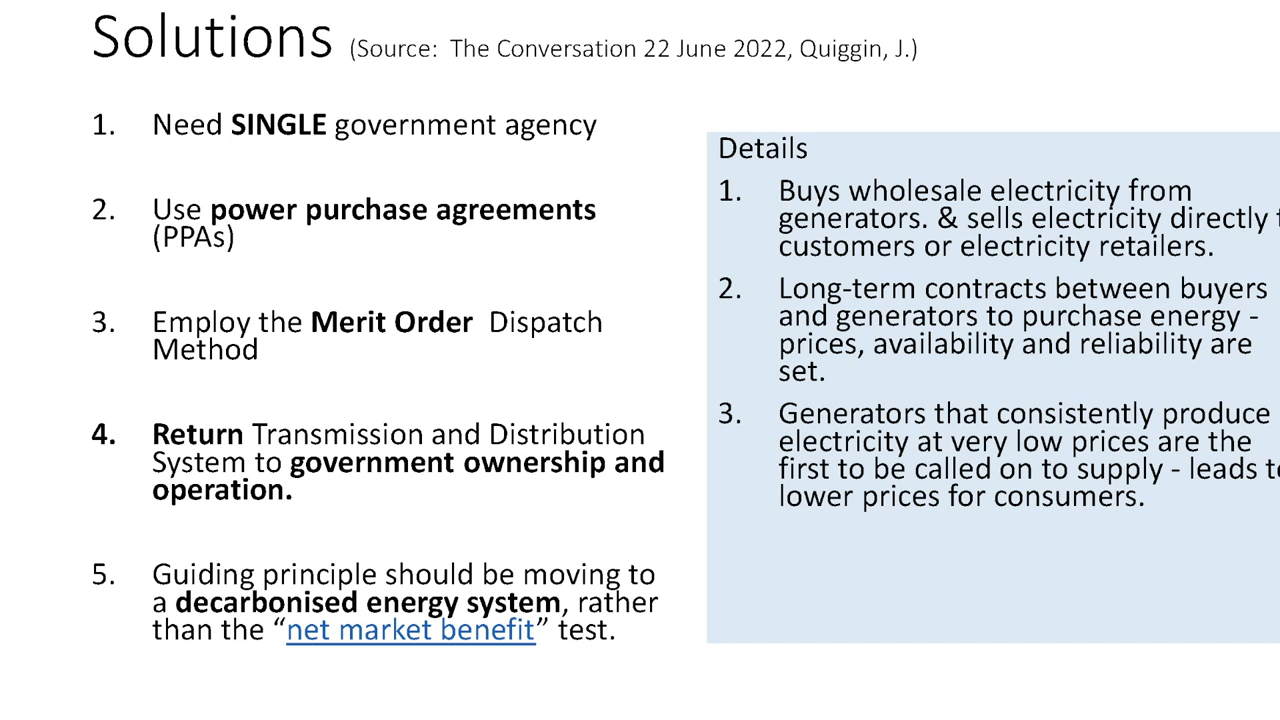 Solutions (Source: The Conversation 22 June 2022, Quiggin, J.)
1. Need SINGLE government agency
2. Use power purchase agreements
(PPAs)
3. Employ the Merit Order Dispatch
Method
4. Return Transmission and Distribution
System to government ownership and
operation.
5. Guiding principle should be moving to
a decarbonised energy system, rather
than the “net market benefit” test.
Details
1. Buys wholesale electricity from
generators. & sells electricity directly
customers or electricity retailers.
2. Long-term contracts between buyers
and generators to purchase energy -
prices, availability and reliability are
set.
3. Generators that consistently produce
electricity at very low prices are the
first to be called on to supply - leads
lower prices for consumers.